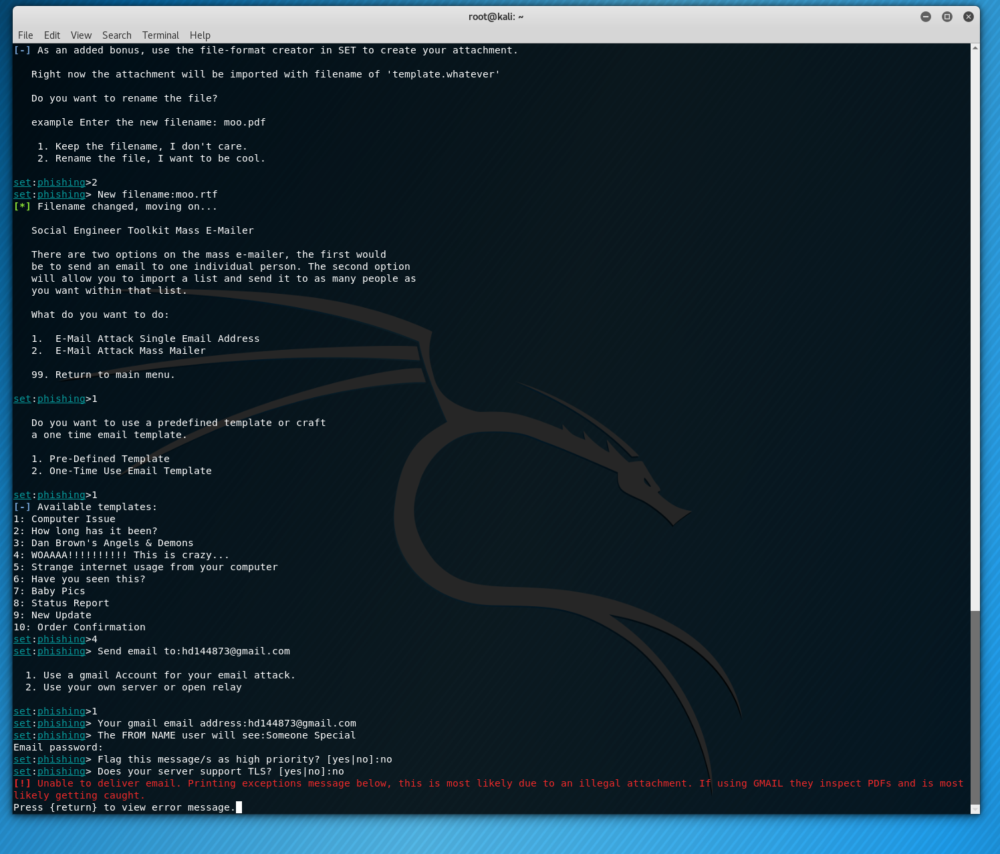 root@kali: ~
File Edit View Search Terminal Help
[-] As an added bonus, use the file-format creator in SET to create your attachment.
Right now the attachment will be imported with filename of 'template.whatever'
Do you want to rename the file?
example Enter the new filename: moo.pdf
1. Keep the filename, I don't care.
2. Rename the file, I want to be cool.
set:phishing>2
set:phishing> New filename:moo.rtf
[*] Filename changed, moving on...
Social Engineer Toolkit Mass E-Mailer
There are two options on the mass e-mailer, the first would
be to send an email to one individual person. The second option
will allow you to import a list and send it to as many people as
you want within that list.
What do you want to do:
1.  E-Mail Attack Single Email Address
2.  E-Mail Attack Mass Mailer
99. Return to main menu.
set:phishing>1
Do you want to use a predefined template or craft
a one time email template.
1. Pre-Defined Template
2. One-Time Use Email Template
set:phishing>1
[-] Available templates:
1: Computer Issue
2: How long has it been?
3: Dan Brown's Angels & Demons
4: WOAAAA!!!!!!!!!! This is crazy...
5: Strange internet usage from your computer
6: Have you seen this?
7: Baby Pics
8: Status Report
9: New Update
10: Order Confirmation
set:phishing>4
set:phishing> Send email to:hd144873@gmail.com
1. Use a gmail Account for your email attack.
2. Use your own server or open relay
set:phishing>1
set:phishing> Your gmail email address:hd144873@gmail.com
set:phishing> The FROM NAME user will see:Someone Special
Email password:
set:phishing> Flag this message/s as high priority? [yes|no]:no
set:phishing> Does your server support TLS? [yes|no]:no
[!] Unable to deliver email. Printing exceptions message below, this is most likely due to an illegal attachment. If using GMAIL they inspect PDFs and is most
likely getting caught.
Press {return} to view error message.